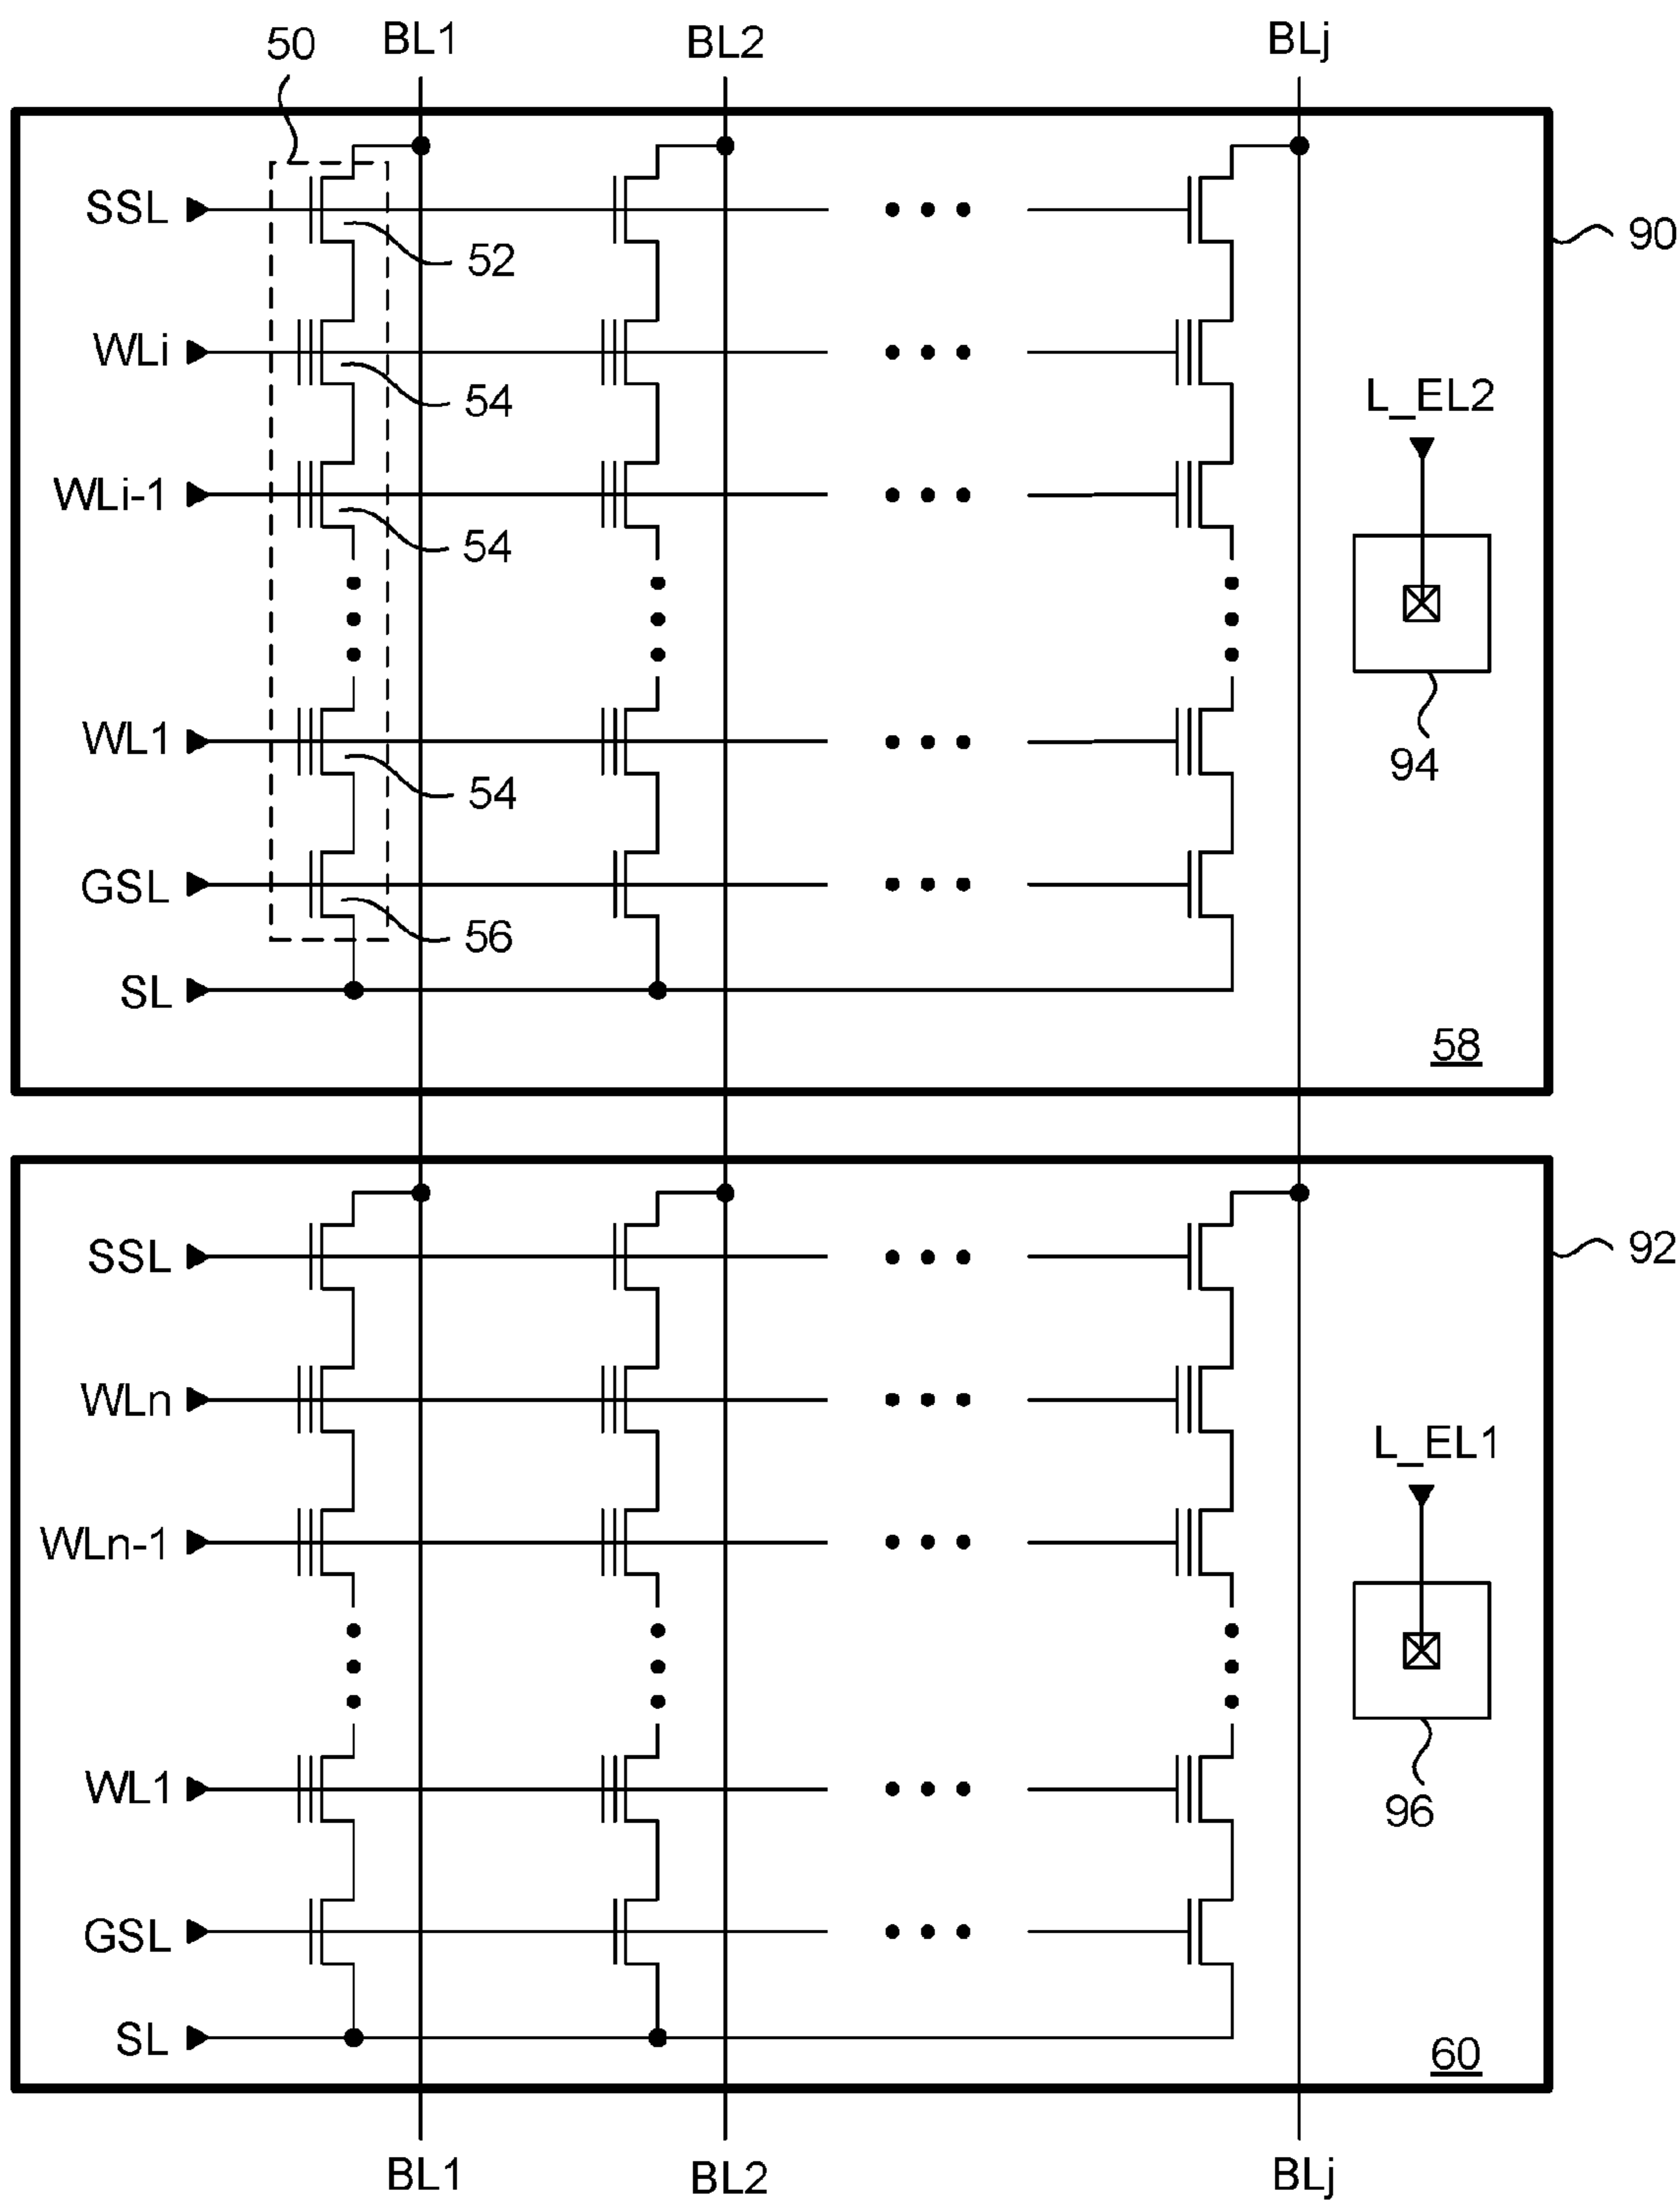 50 BL1 BL2 BLj
SSL
52
90
WLi
54
L_EL2
WLi-1
54
WL1
54
94
GSL
56
SL
58
SSL
92
WLn
L_EL1
WLn-1
WL1
96
GSL
SL
60
BL1 BL2 BLj